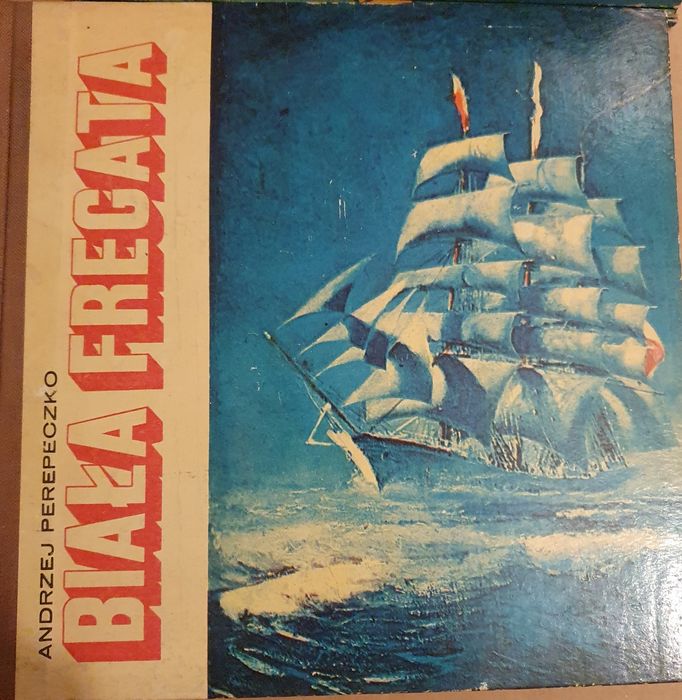 ANDRZEJ PEREPECZKO
BIAŁA FREGATA